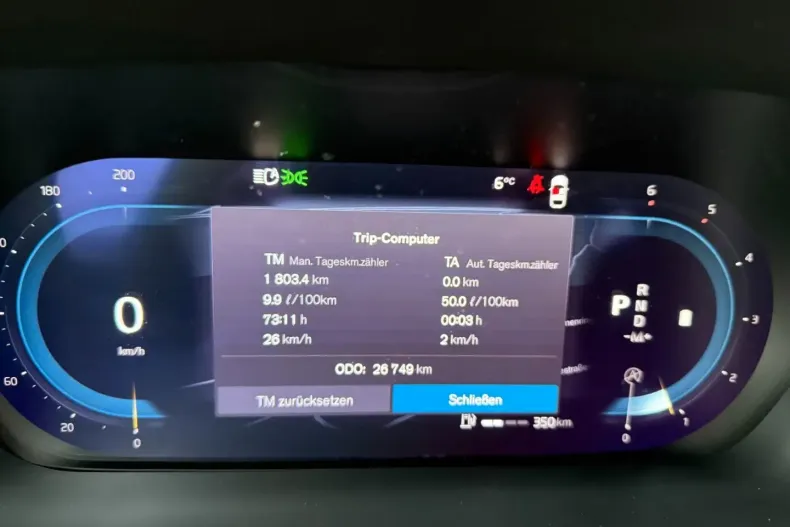 200
180
6°C
6
5
4
3
2
1
0
Trip-Computer
TM Man. Tageskm.zähler
TA Aut. Tageskm.zähler
1 803.4 km
0.0 km
9.9 ℓ/100km
50.0 ℓ/100km
73:11 h
00:03 h
26 km/h
2 km/h
ODO: 26 749 km
TM zurücksetzen
Schließen
0
km/h
P
R
N
D
M
A
60
20
0
350km